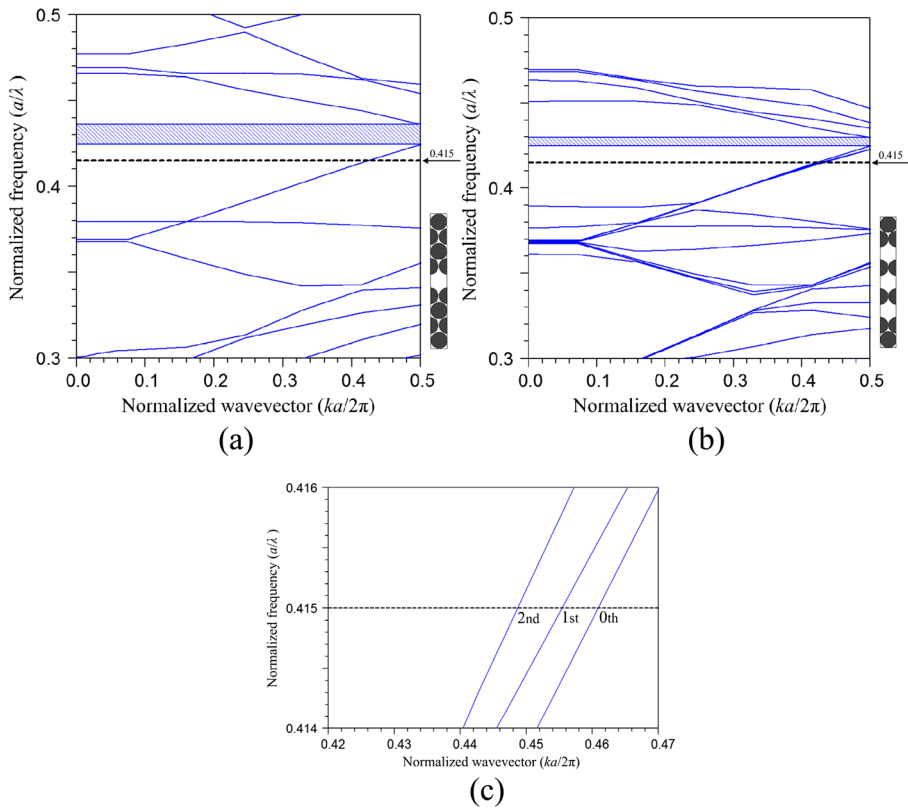 0.5
0.4
0.3
Normalized frequency (a/λ)
0.415
0.0 0.1 0.2 0.3 0.4 0.5
Normalized wavevector (ka/2π)
(a)
0.5
0.4
0.3
Normalized frequency (a/λ)
0.415
0.0 0.1 0.2 0.3 0.4 0.5
Normalized wavevector (ka/2π)
(b)
0.416
0.415
0.414
Normalized frequency (a/λ)
2nd 1st 0th
0.42 0.43 0.44 0.45 0.46 0.47
Normalized wavevector (ka/2π)
(c)